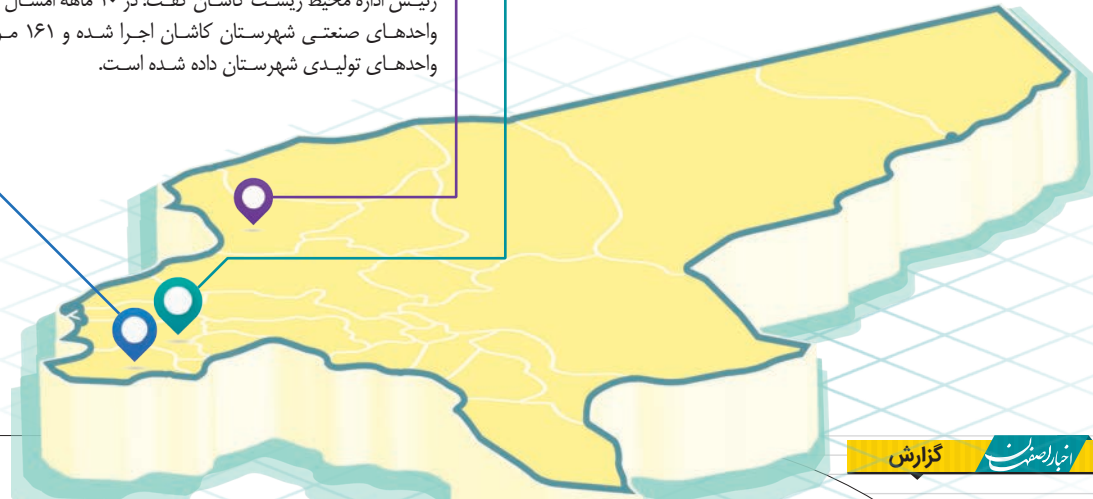 رئیس اداره محیط زیست کاشان گفت: در ۱۰ ماهه امسال
واحدهای صنعتی شهرستان کاشان اجرا شده و ۱۶۱
واحدهای تولیدی شهرستان داده شده است.
اخبار اصفهان
گزارش